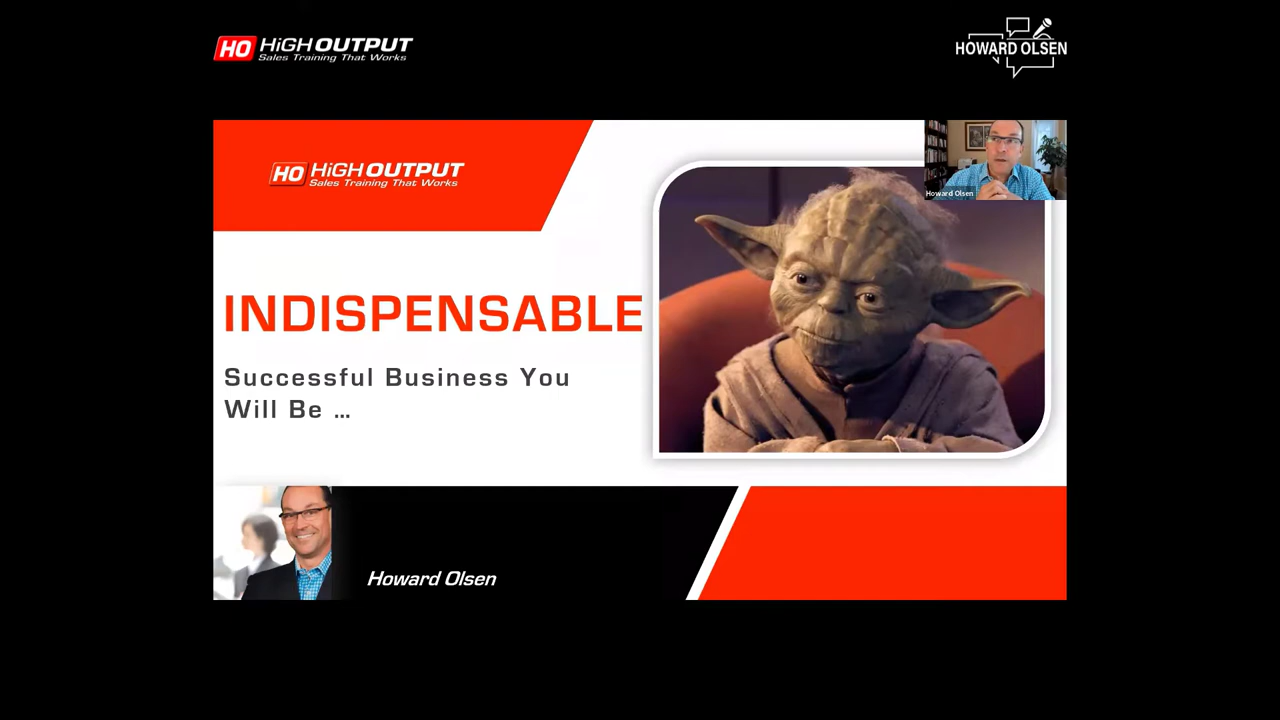 HO HiGH OUTPUT
Sales Training That Works
HOWARD OLSEN
HO HiGH OUTPUT
Sales Training That Works
Howard Olsen
INDISPENSABLE
Successful Business You
Will Be ...
Howard Olsen